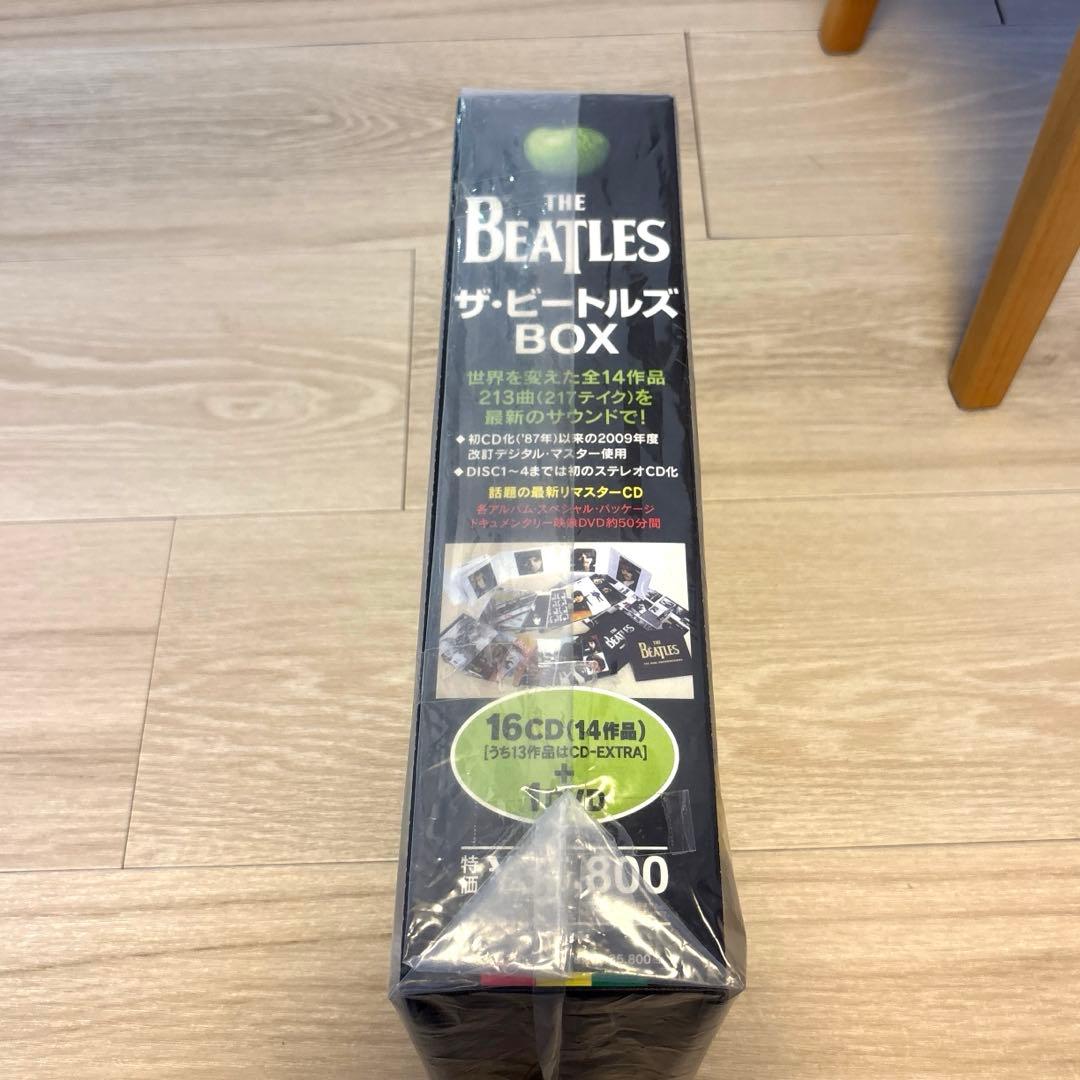 THE
BEATLES
ザ・ビートルズ
BOX
世界を変えた全14作品
213曲(217テイク)を
最新のサウンドで!
◆初CD化('87年)以来の2009年度
改訂デジタル・マスター使用
◆DISC1〜4までは初のステレオCD化
話題の最新リマスターCD
各アルバム・スペシャル・パッケージ
ドキュメンタリー映像DVD約50分間
THE
BEATLES
THE
BEATLES
16CD(14作品)
[うち13作品はCD-EXTRA]
+
1DVD
特価
800